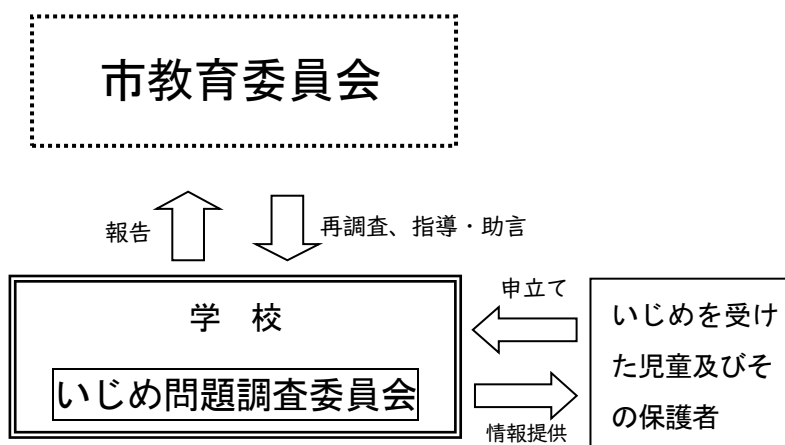 市教育委員会
報告
再調査、指導・助言
学 校
いじめ問題調査委員会
申立て
情報提供
いじめを受け
た児童及びそ
の保護者